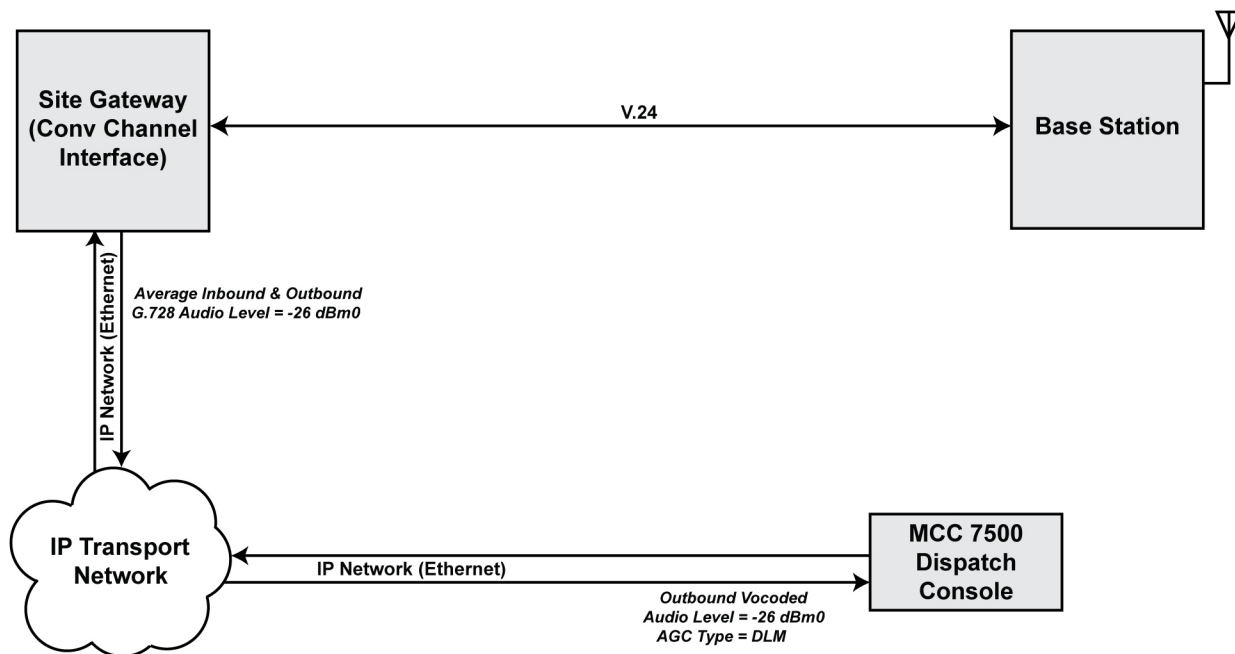 Site Gateway
(Conv Channel
Interface)
V.24
Base Station
IP Network (Ethernet)
Average Inbound & Outbound
G.728 Audio Level = -26 dBm0
IP Transport
Network
IP Network (Ethernet)
MCC 7500
Dispatch
Console
Outbound Vocoded
Audio Level = -26 dBm0
AGC Type = DLM